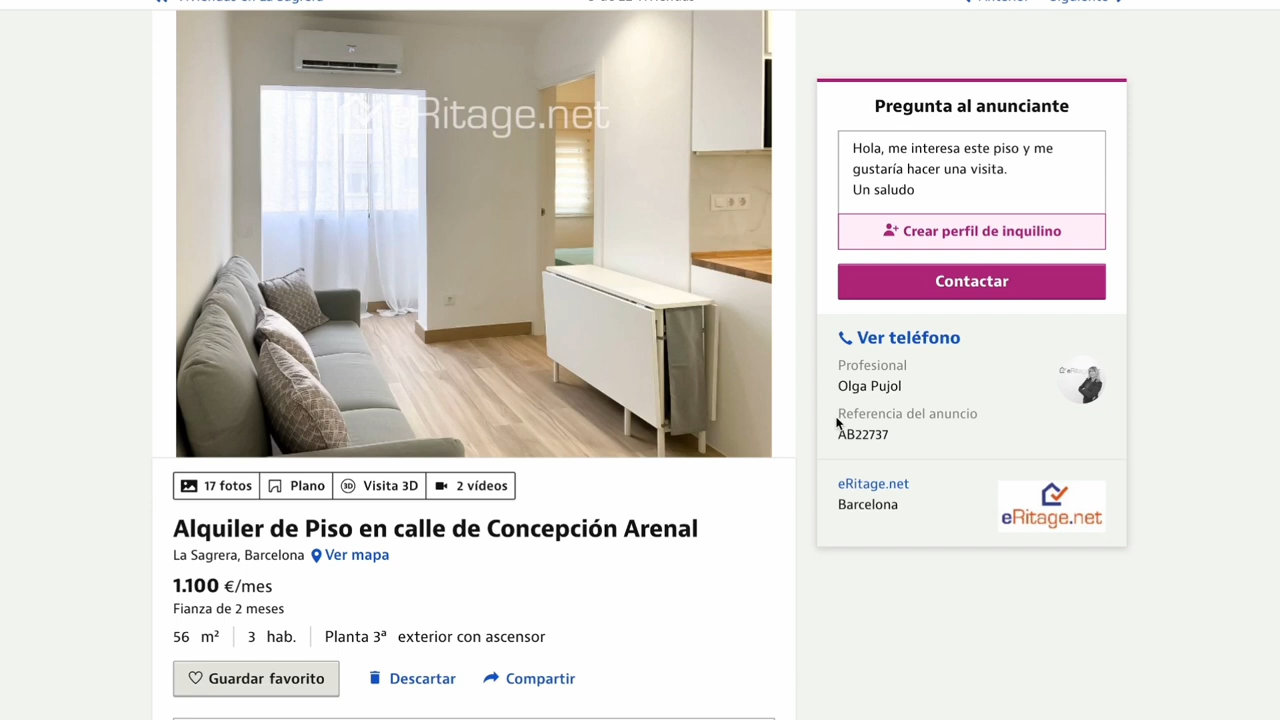 eRitage.net
Pregunta al anunciante
Hola, me interesa este piso y me
gustaría hacer una visita.
Un saludo
Crear perfil de inquilino
Contactar
Ver teléfono
Profesional
Olga Pujol
Referencia del anuncio
AB22737
eRitage.net
Barcelona
eRitage.net
17 fotos
Plano
3D Visita 3D
2 vídeos
Alquiler de Piso en calle de Concepción Arenal
La Sagrera, Barcelona Ver mapa
1.100 €/mes
Fianza de 2 meses
56 m² 3 hab. Planta 3ª exterior con ascensor
Guardar favorito
Descartar
Compartir